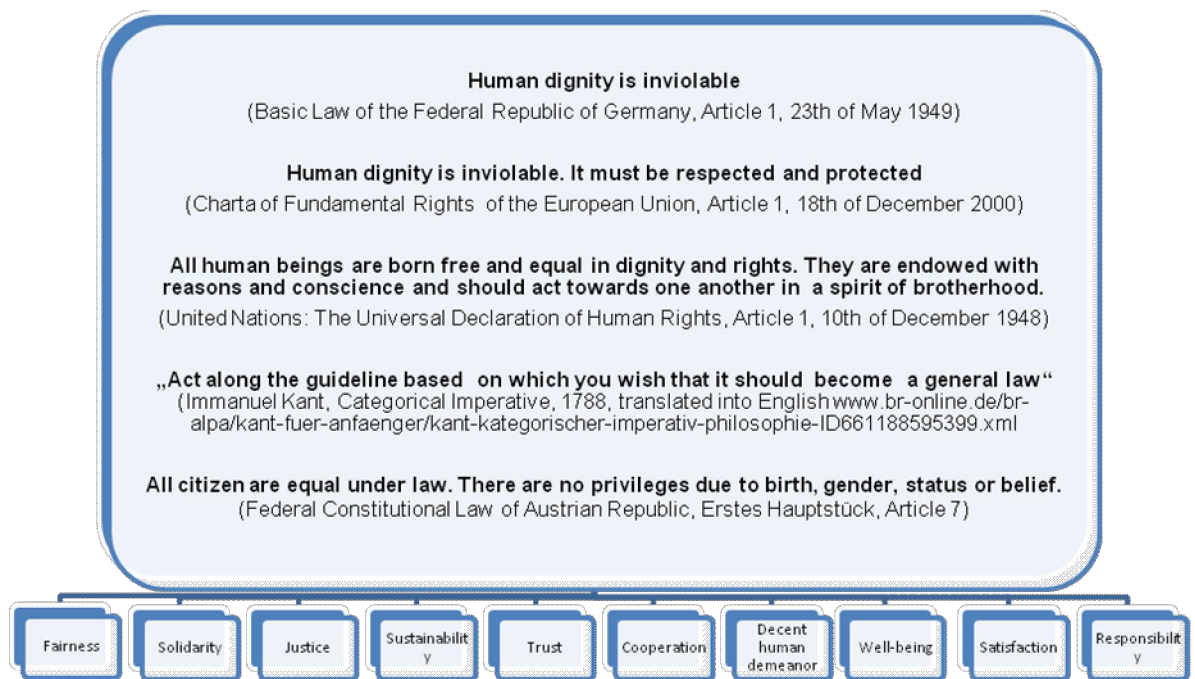 Human dignity is inviolable
(Basic Law of the Federal Republic of Germany, Article 1, 23th of May 1949)
Human dignity is inviolable. It must be respected and protected
(Charta of Fundamental Rights of the European Union, Article 1, 18th of December 2000)
All human beings are born free and equal in dignity and rights. They are endowed with
reasons and conscience and should act towards one another in a spirit of brotherhood.
(United Nations: The Universal Declaration of Human Rights, Article 1, 10th of December 1948)
„Act along the guideline based on which you wish that it should become a general law“
(Immanuel Kant, Categorical Imperative, 1788, translated into English www.br-online.de/br-
alpa/kant-fuer-anfaenger/kant-kategorischer-imperativ-philosophie-ID661188595399.xml
All citizen are equal under law. There are no privileges due to birth, gender, status or belief.
(Federal Constitutional Law of Austrian Republic, Erstes Hauptstück, Article 7)
Fairness
Solidarity
Justice
Sustainabilit
y
Trust
Cooperation
Decent
human
demeanor
Well-being
Satisfaction
Responsibilit
y